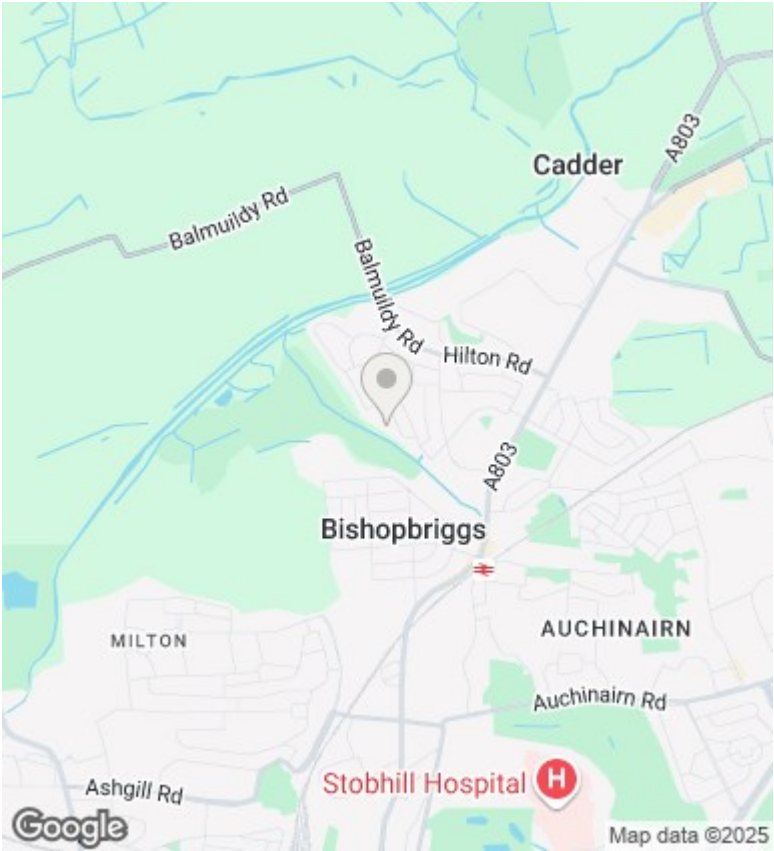 Cadder
A803
Balmuildy Rd
Balmuildy Rd
Hilton Rd
A803
Bishopbriggs
AUCHINAIRN
MILTON
Auchinairn Rd
Stobhill Hospital H
Ashgill Rd
Google
Map data ©2025